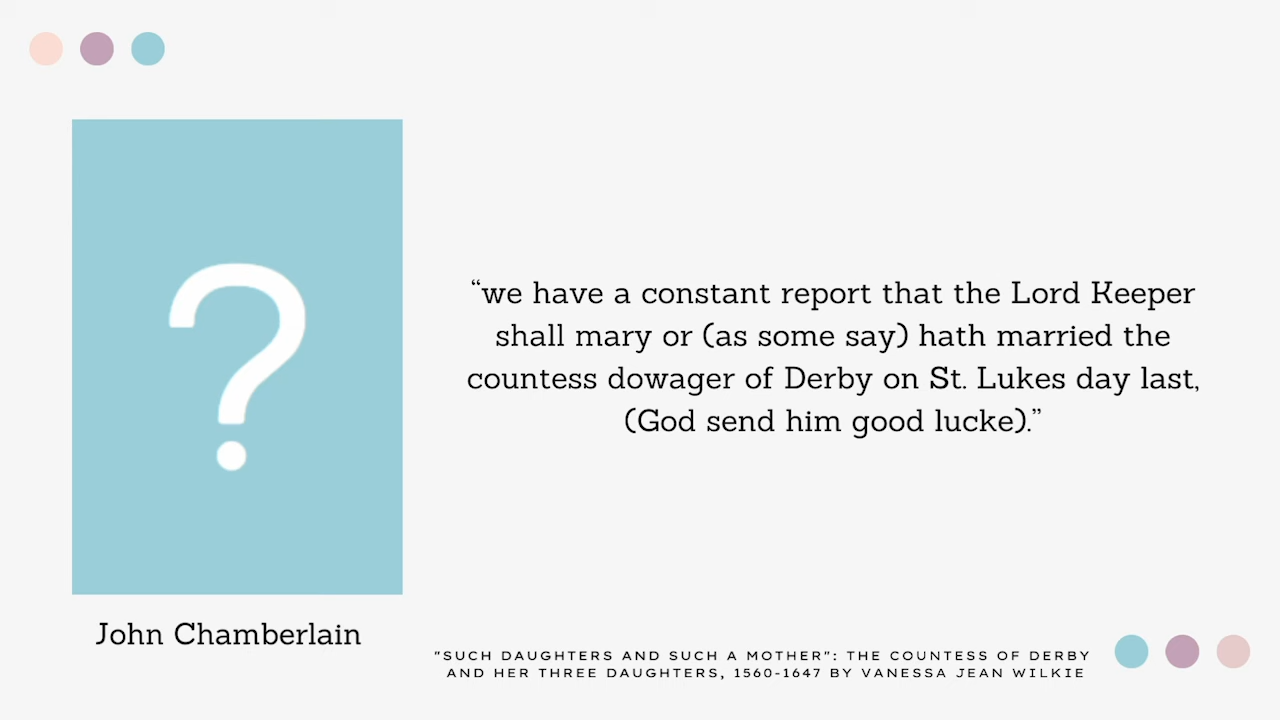 ?
“we have a constant report that the Lord Keeper
shall mary or (as some say) hath married the
countess dowager of Derby on St. Lukes day last,
(God send him good lucke).”
John Chamberlain
"SUCH DAUGHTERS AND SUCH A MOTHER": THE COUNTESS OF DERBY
AND HER THREE DAUGHTERS, 1560-1647 BY VANESSA JEAN WILKIE